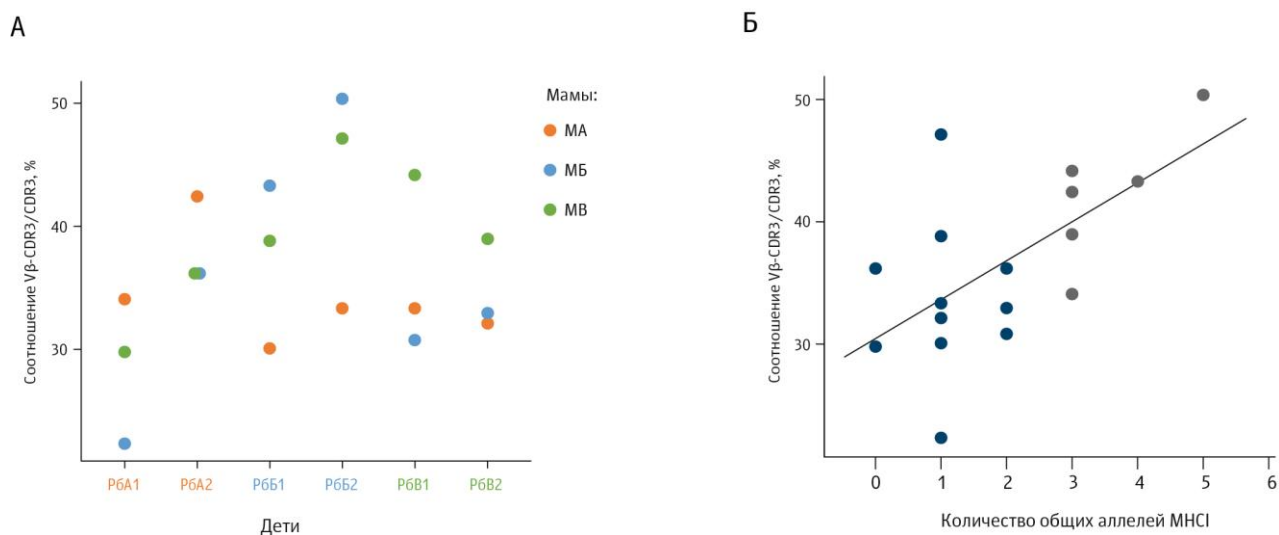 А
Соотношение Vβ-CDR3/CDR3, %
50
40
30
РбА1 РбА2 РбБ1 РбБ2 РбВ1 РбВ2
Дети
Мамы:
МА
МБ
МВ
Б
Соотношение Vβ-CDR3/CDR3, %
50
40
30
0 1 2 3 4 5 6
Количество общих аллелей MHCI